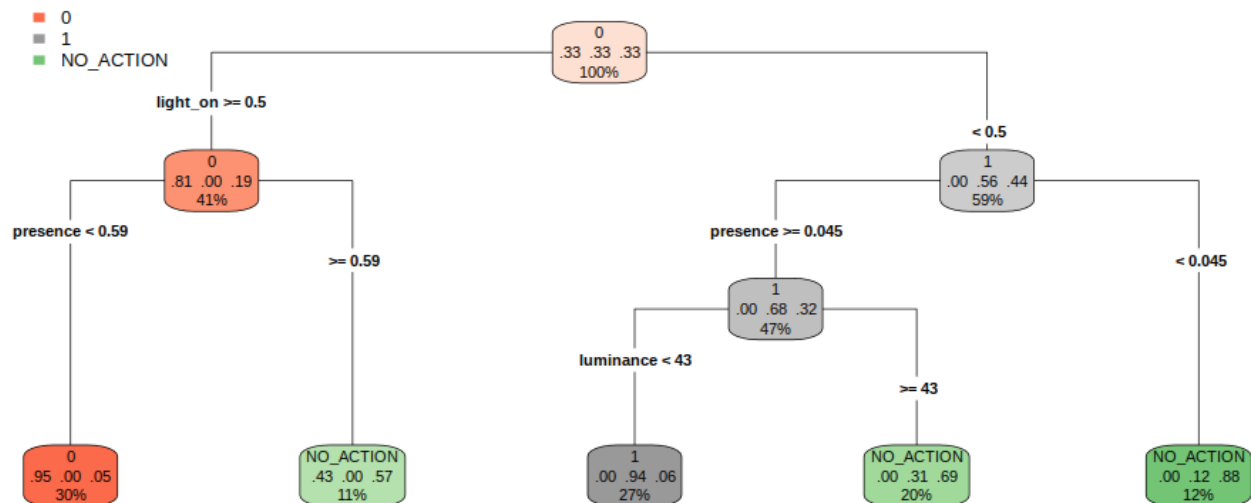 0
1
NO_ACTION
0
.33 .33 .33
100%
light_on >= 0.5
< 0.5
0
.81 .00 .19
41%
1
.00 .56 .44
59%
presence < 0.59
>= 0.59
presence >= 0.045
< 0.045
1
.00 .68 .32
47%
luminance < 43
>= 43
0
.95 .00 .05
30%
NO_ACTION
.43 .00 .57
11%
1
.00 .94 .06
27%
NO_ACTION
.00 .31 .69
20%
NO_ACTION
.00 .12 .88
12%